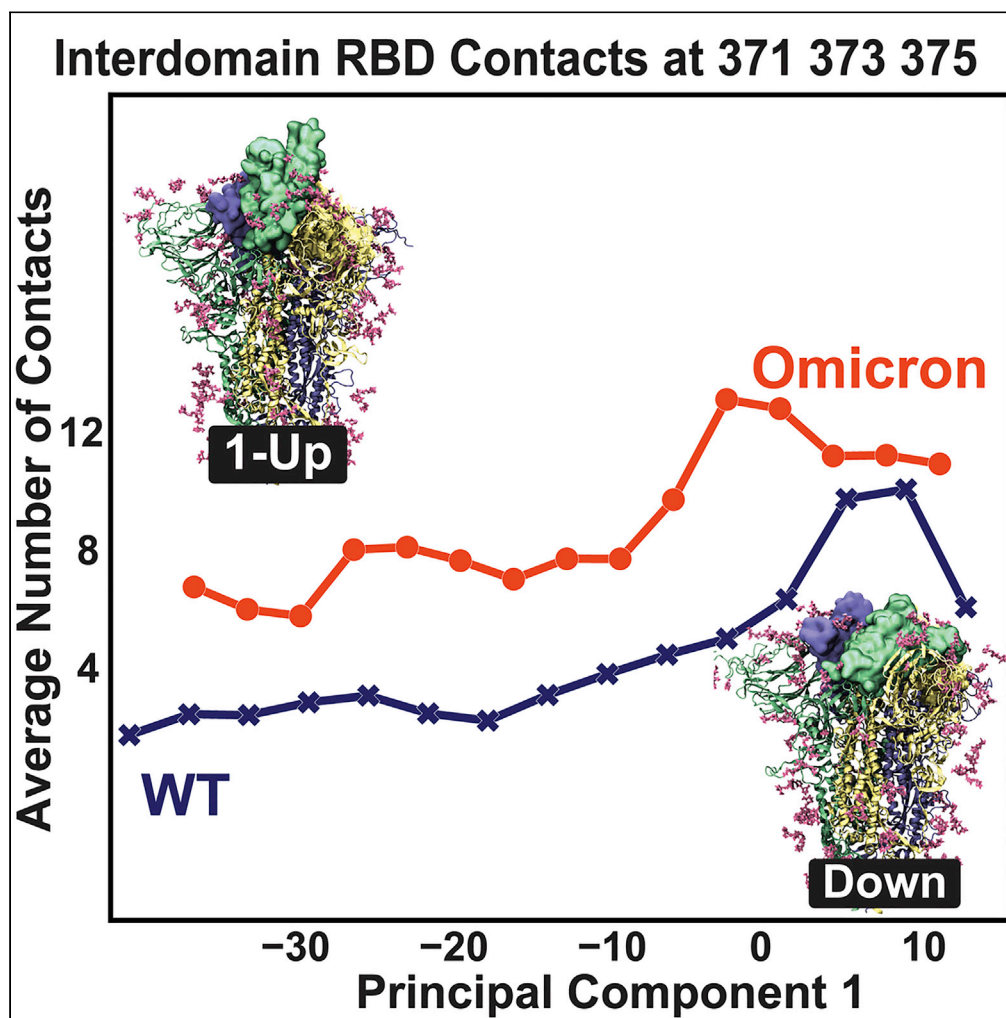 Interdomain RBD Contacts at 371 373 375
Average Number of Contacts
12
8
4
1-Up
Omicron
WT
Down
−30 −20 −10 0 10
Principal Component 1